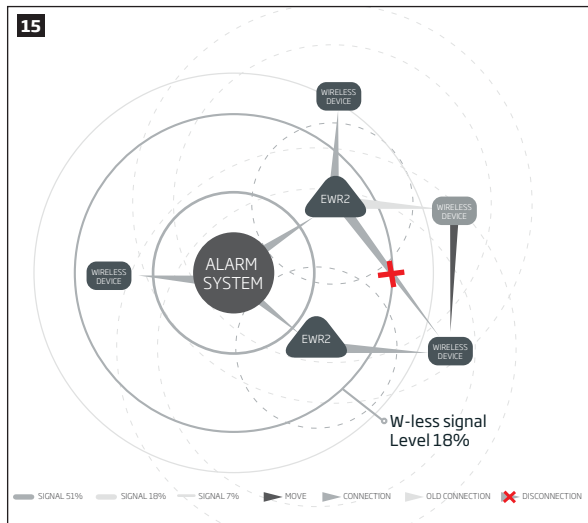 15
WIRELESS
DEVICE
EWR2
WIRELESS
DEVICE
WIRELESS
DEVICE
ALARM
SYSTEM
EWR2
WIRELESS
DEVICE
W-less signal
Level 18%
SIGNAL 51%
SIGNAL 18%
SIGNAL 7%
MOVE
CONNECTION
OLD CONNECTION
DISCONNECTION